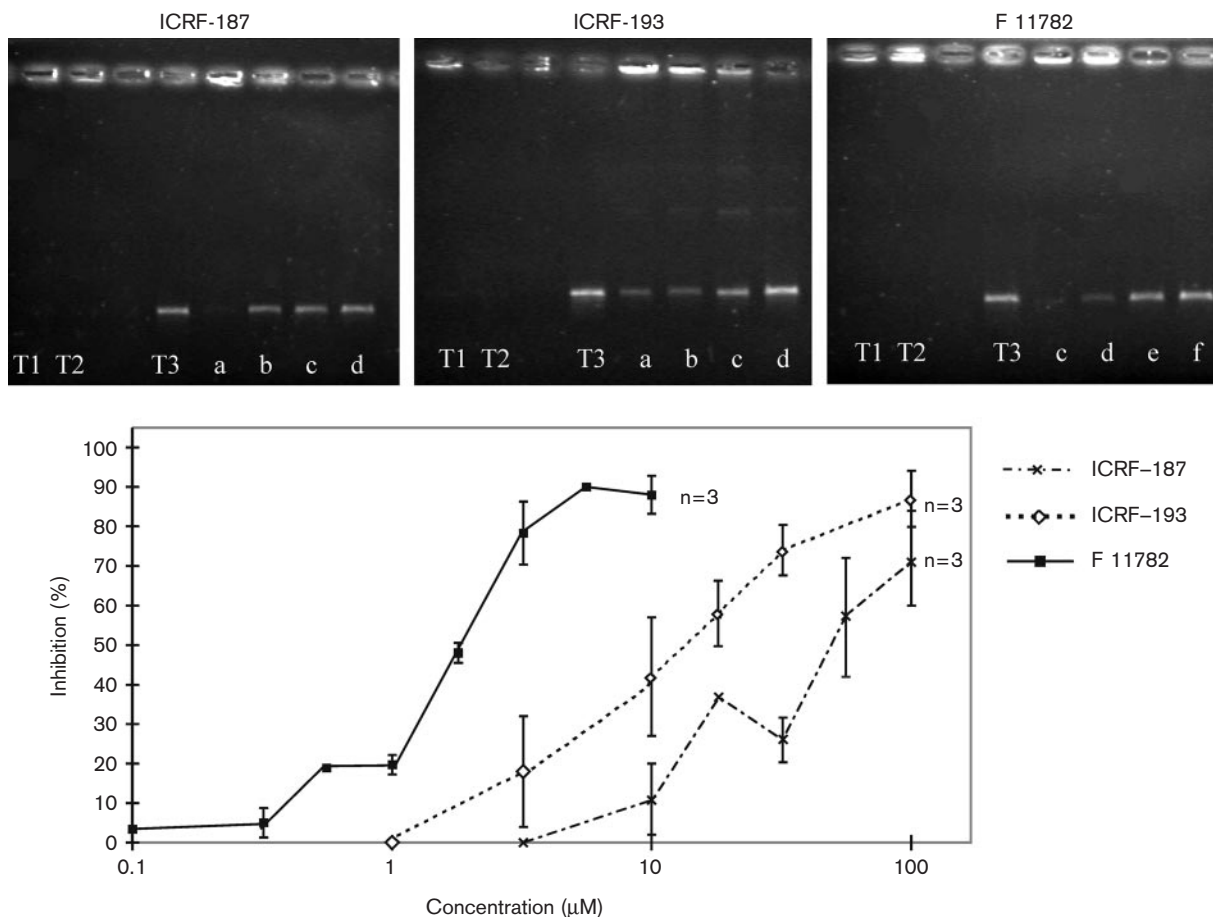 ICRF-187 ICRF-193 F 11782
T1 T2 T3 a b c d
T1 T2 T3 a b c d
T1 T2 T3 c d e f
100
90
80
70
60
50
40
30
20
10
0
Inhibition (%)
n=3
n=3
n=3
0.1 1 10 100
Concentration (µM)
ICRF–187
ICRF–193
F 11782